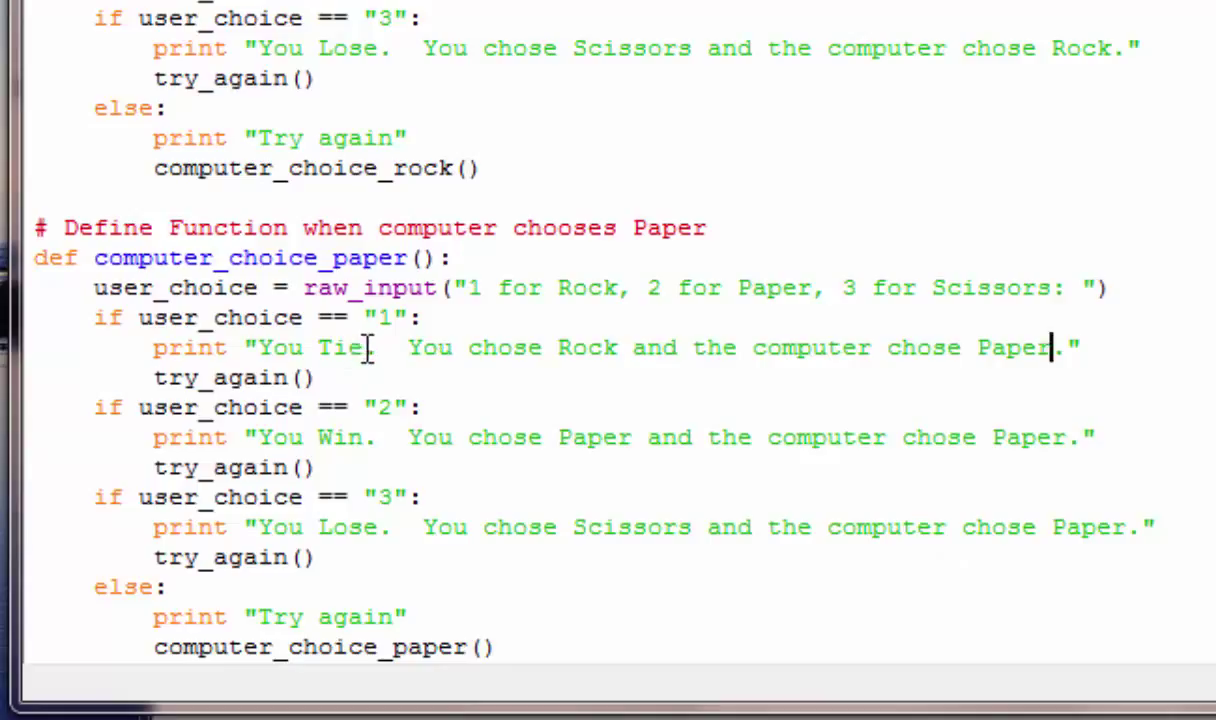 if user_choice == "3":
        print "You Lose.  You chose Scissors and the computer chose Rock."
        try_again()
    else:
        print "Try again"
        computer_choice_rock()

# Define Function when computer chooses Paper
def computer_choice_paper():
    user_choice = raw_input("1 for Rock, 2 for Paper, 3 for Scissors: ")
    if user_choice == "1":
        print "You Tie.  You chose Rock and the computer chose Paper."
        try_again()
    if user_choice == "2":
        print "You Win.  You chose Paper and the computer chose Paper."
        try_again()
    if user_choice == "3":
        print "You Lose.  You chose Scissors and the computer chose Paper."
        try_again()
    else:
        print "Try again"
        computer_choice_paper()